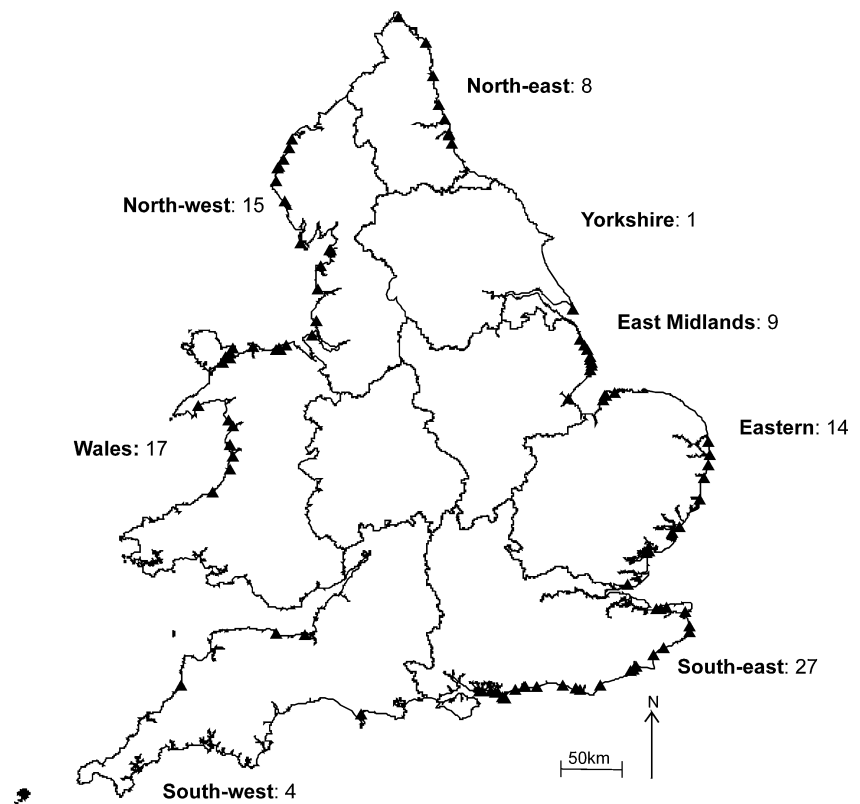 North-east: 8
North-west: 15
Yorkshire: 1
East Midlands: 9
Eastern: 14
Wales: 17
South-east: 27
N
50km
South-west: 4